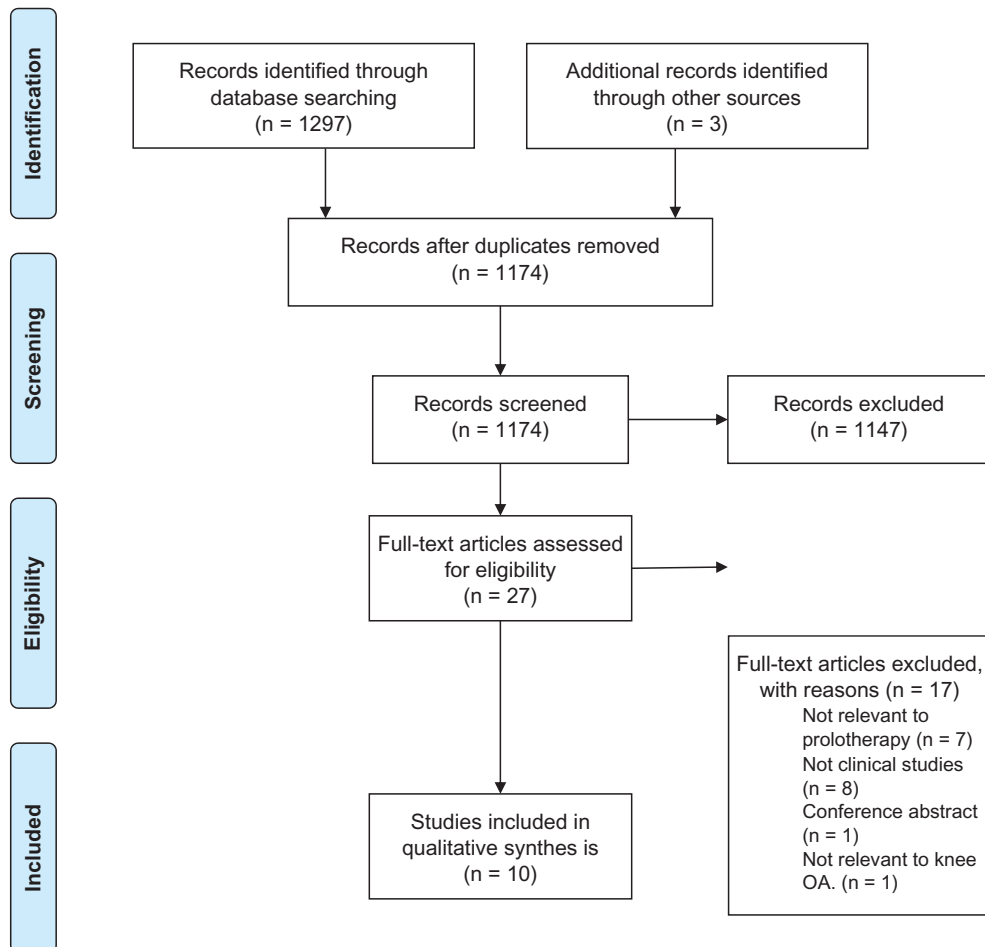 Identification
Records identified through
database searching
(n = 1297)
Additional records identified
through other sources
(n = 3)
Records after duplicates removed
(n = 1174)
Screening
Records screened
(n = 1174)
Records excluded
(n = 1147)
Eligibility
Full-text articles assessed
for eligibility
(n = 27)
Full-text articles excluded,
with reasons (n = 17)
Not relevant to
prolotherapy (n = 7)
Not clinical studies
(n = 8)
Conference abstract
(n = 1)
Not relevant to knee
OA. (n = 1)
Included
Studies included in
qualitative synthes is
(n = 10)